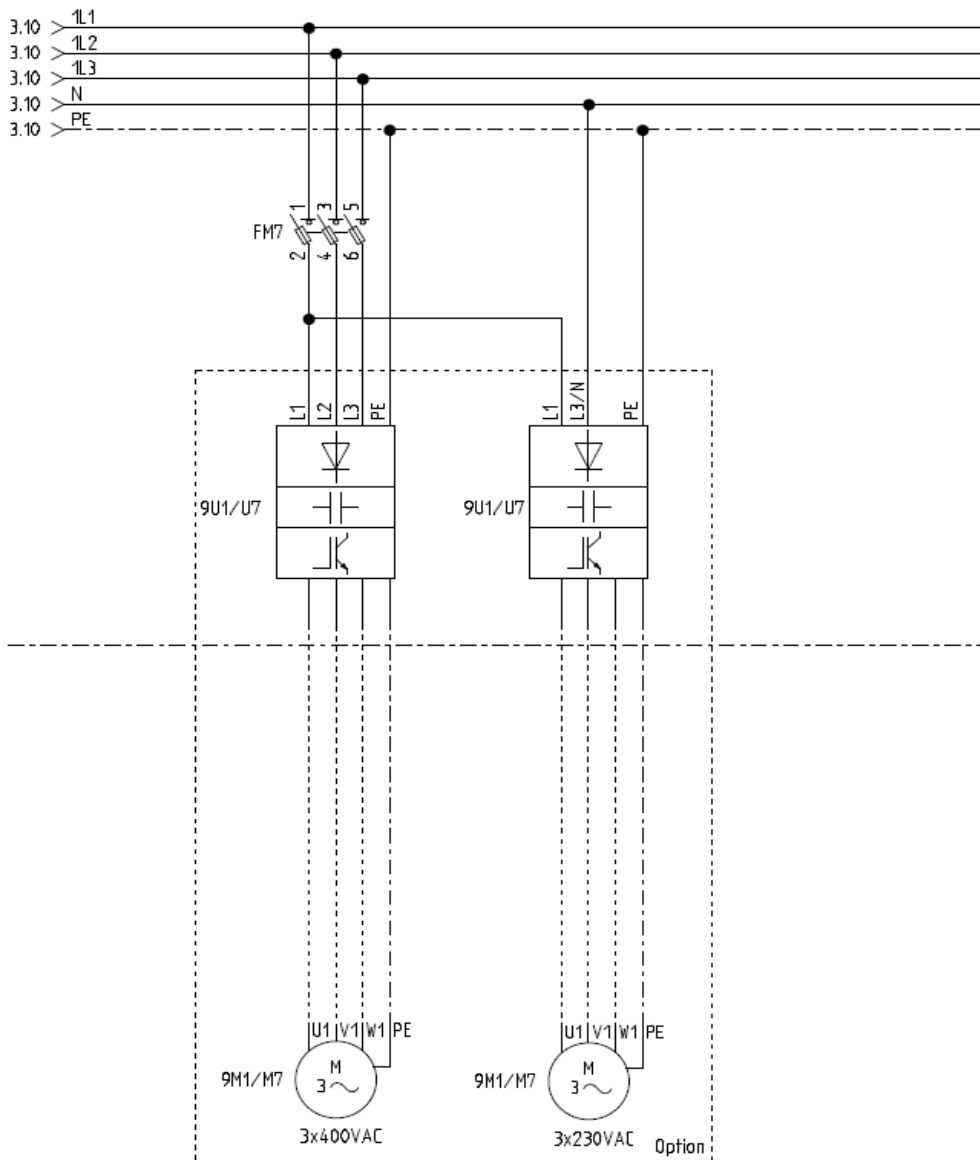 3.10 1L1
3.10 1L2
3.10 1L3
3.10 N
3.10 PE
1 3 5
FM7
2 4 6
L1 L2 L3 PE
L1 L3/N PE
9U1/U7
9U1/U7
U1 V1 W1 PE
U1 V1 W1 PE
9M1/M7
M
3
9M1/M7
M
3
3x400VAC
3x230VAC
Option